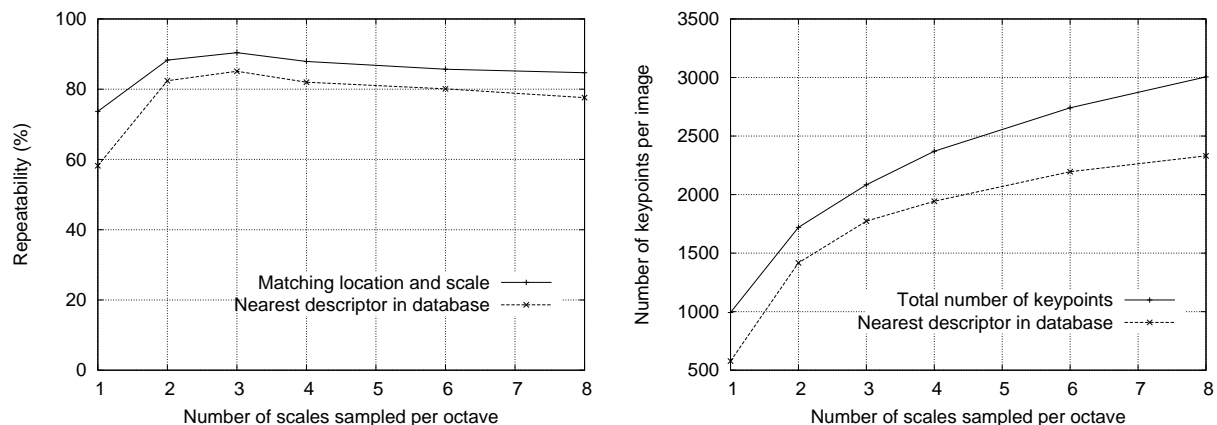 100
80
60
40
20
0
Repeatability (%)
Matching location and scale
Nearest descriptor in database
1 2 3 4 5 6 7 8
Number of scales sampled per octave
3500
3000
2500
2000
1500
1000
500
Number of keypoints per image
Total number of keypoints
Nearest descriptor in database
1 2 3 4 5 6 7 8
Number of scales sampled per octave